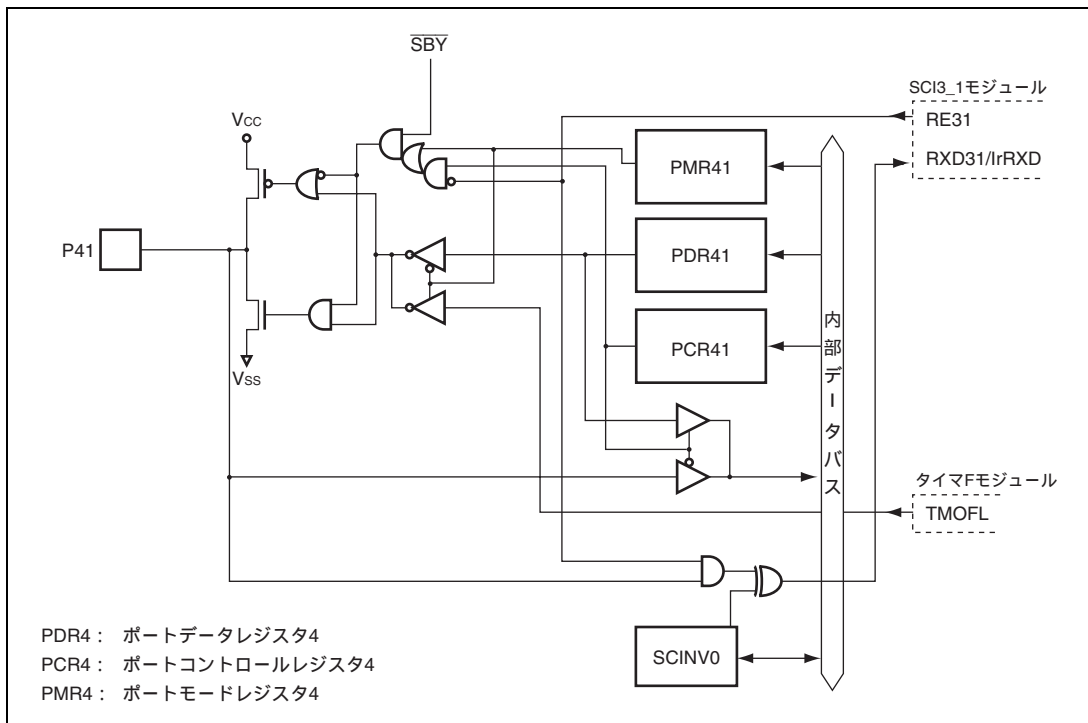 SBY
SCI3_1モジュール
RE31
RXD31/IrRXD
VCC
PMR41
P41
PDR41
PCR41
VSS
内部データバス
タイマFモジュール
TMOFL
SCINV0
PDR4: ポートデータレジスタ4
PCR4: ポートコントロールレジスタ4
PMR4: ポートモードレジスタ4